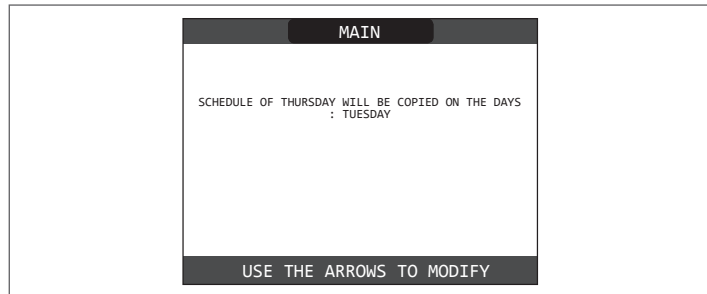 MAIN
SCHEDULE OF THURSDAY WILL BE COPIED ON THE DAYS
: TUESDAY
USE THE ARROWS TO MODIFY